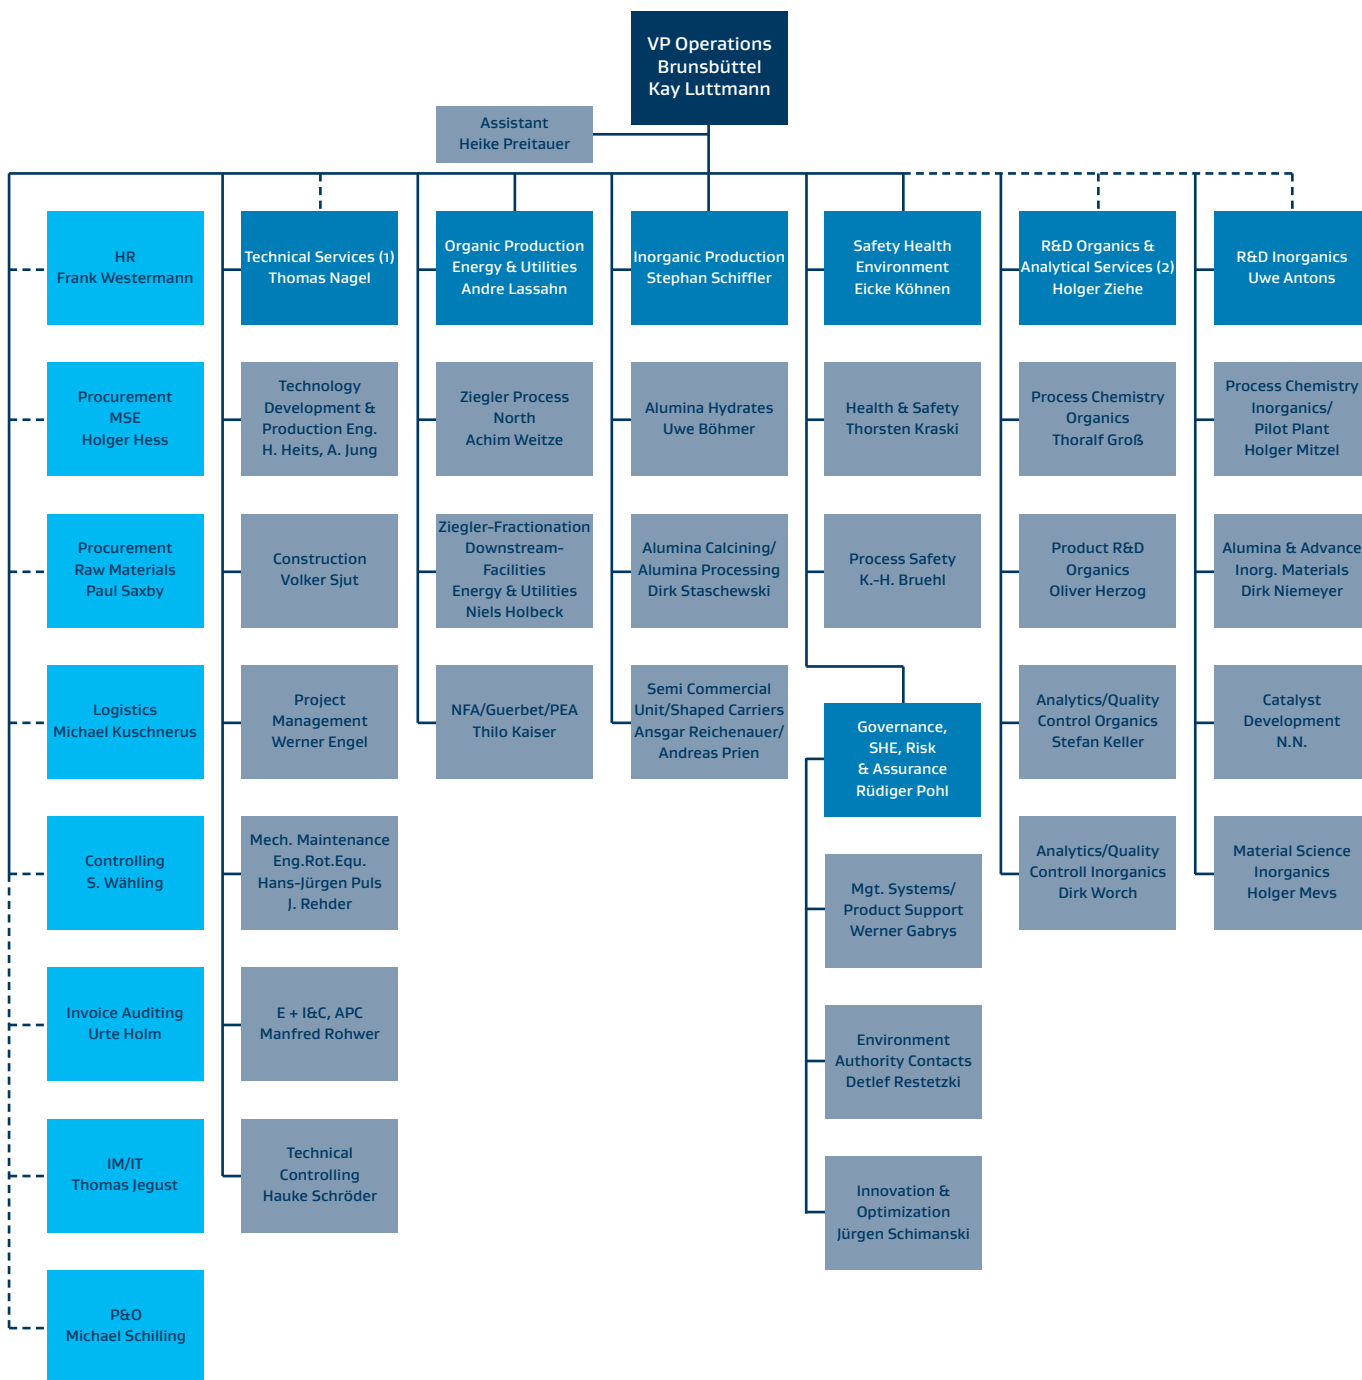 VP Operations
Brunsbüttel
Kay Luttmann
Assistant
Heike Preitauer
HR
Frank Westermann
Procurement
MSE
Holger Hess
Procurement
Raw Materials
Paul Saxby
Logistics
Michael Kuschnerus
Controlling
S. Wähling
Invoice Auditing
Urte Holm
IM/IT
Thomas Jegust
P&O
Michael Schilling
Technical Services (1)
Thomas Nagel
Technology
Development &
Production Eng.
H. Heits, A. Jung
Construction
Volker Sjut
Project
Management
Werner Engel
Mech. Maintenance
Eng.Rot.Equ.
Hans-Jürgen Puls
J. Rehder
E + I&C, APC
Manfred Rohwer
Technical
Controlling
Hauke Schröder
Organic Production
Energy & Utilities
Andre Lassahn
Ziegler Process
North
Achim Weitze
Ziegler-Fractionation
Downstream-
Facilities
Energy & Utilities
Niels Holbeck
NFA/Guerbet/PEA
Thilo Kaiser
Inorganic Production
Stephan Schiffler
Alumina Hydrates
Uwe Böhmer
Alumina Calcining/
Alumina Processing
Dirk Staschewski
Semi Commercial
Unit/Shaped Carriers
Ansgar Reichenauer/
Andreas Prien
Safety Health
Environment
Eicke Köhnen
Health & Safety
Thorsten Kraski
Process Safety
K.-H. Bruehl
Governance,
SHE, Risk
& Assurance
Rüdiger Pohl
Mgt. Systems/
Product Support
Werner Gabrys
Environment
Authority Contacts
Detlef Restetzki
Innovation &
Optimization
Jürgen Schimanski
R&D Organics &
Analytical Services (2)
Holger Ziehe
Process Chemistry
Organics
Thoralf Groß
Product R&D
Organics
Oliver Herzog
Analytics/Quality
Control Organics
Stefan Keller
Analytics/Quality
Controll Inorganics
Dirk Worch
R&D Inorganics
Uwe Antons
Process Chemistry
Inorganics/
Pilot Plant
Holger Mitzel
Alumina & Advance
Inorg. Materials
Dirk Niemeyer
Catalyst
Development
N.N.
Material Science
Inorganics
Holger Mevs